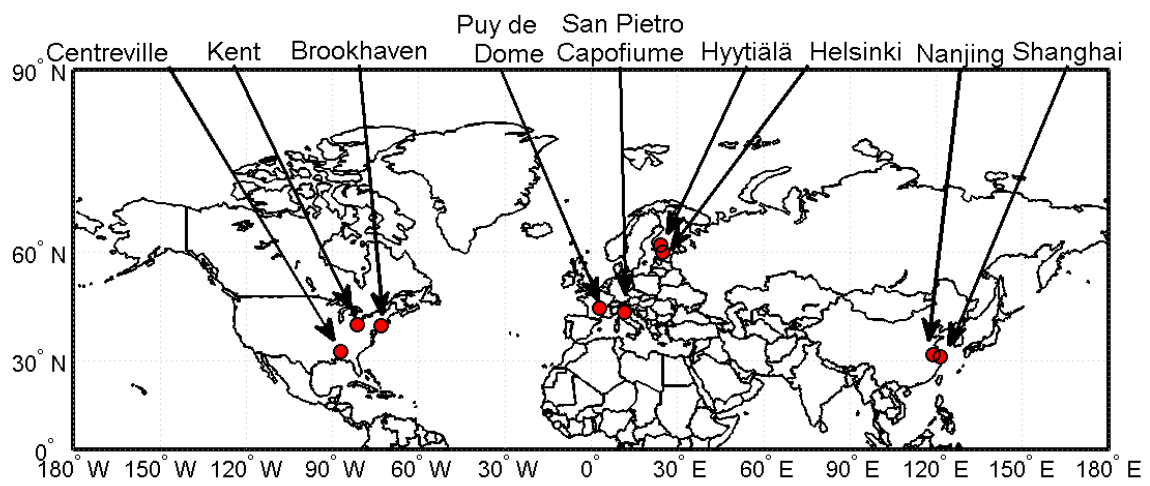 Puy de San Pietro
Centreville Kent Brookhaven Dome Capofiume Hyytiälä Helsinki Nanjing Shanghai
90° N
60° N
30° N
0°
180° W 150° W 120° W 90° W 60° W 30° W 0° 30° E 60° E 90° E 120° E 150° E 180° E